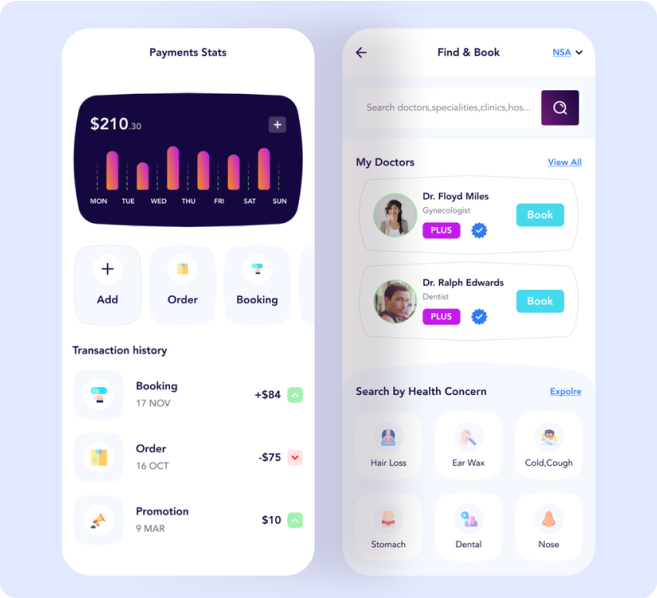 Payments Stats
$210.30
+
MON TUE WED THU FRI SAT SUN
Add Order Booking
Transaction history
Booking
17 NOV
+$84
Order
16 OCT
-$75
Promotion
9 MAR
$10
Find & Book
NSA
Search doctors,specialities,clinics,hos...
My Doctors
View All
Dr. Floyd Miles
Gynecologist
PLUS
Book
Dr. Ralph Edwards
Dentist
PLUS
Book
Search by Health Concern
Expolre
Hair Loss Ear Wax Cold,Cough
Stomach Dental Nose